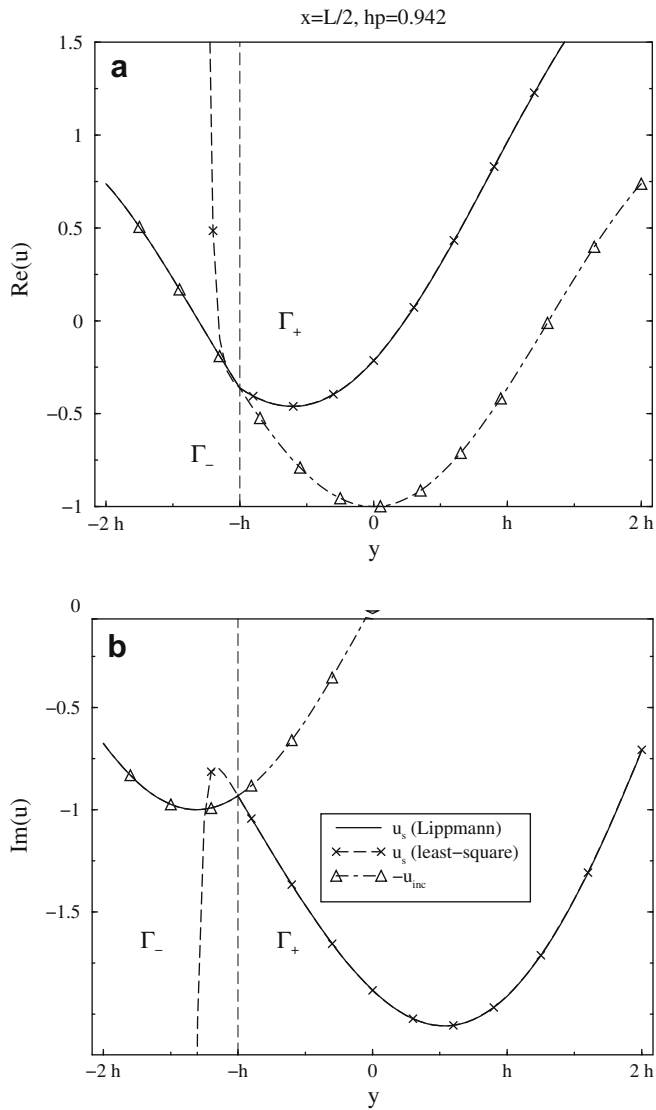 x=L/2, hp=0.942
a
1.5
1
0.5
0
−0.5
−1
Re(u)
Γ+
Γ−
−2 h
−h
0
h
2 h
y
b
0
−0.5
−1
−1.5
Im(u)
u_s (Lippmann)
u_s (least−square)
−u_inc
Γ−
Γ+
−2 h
−h
0
h
2 h
y